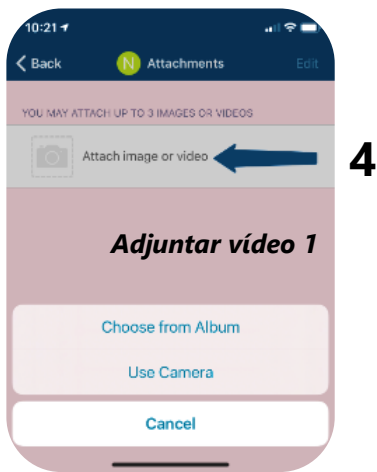 10:21
Back
N Attachments
Edit
YOU MAY ATTACH UP TO 3 IMAGES OR VIDEOS
Attach image or video
4
Adjuntar vídeo 1
Choose from Album
Use Camera
Cancel